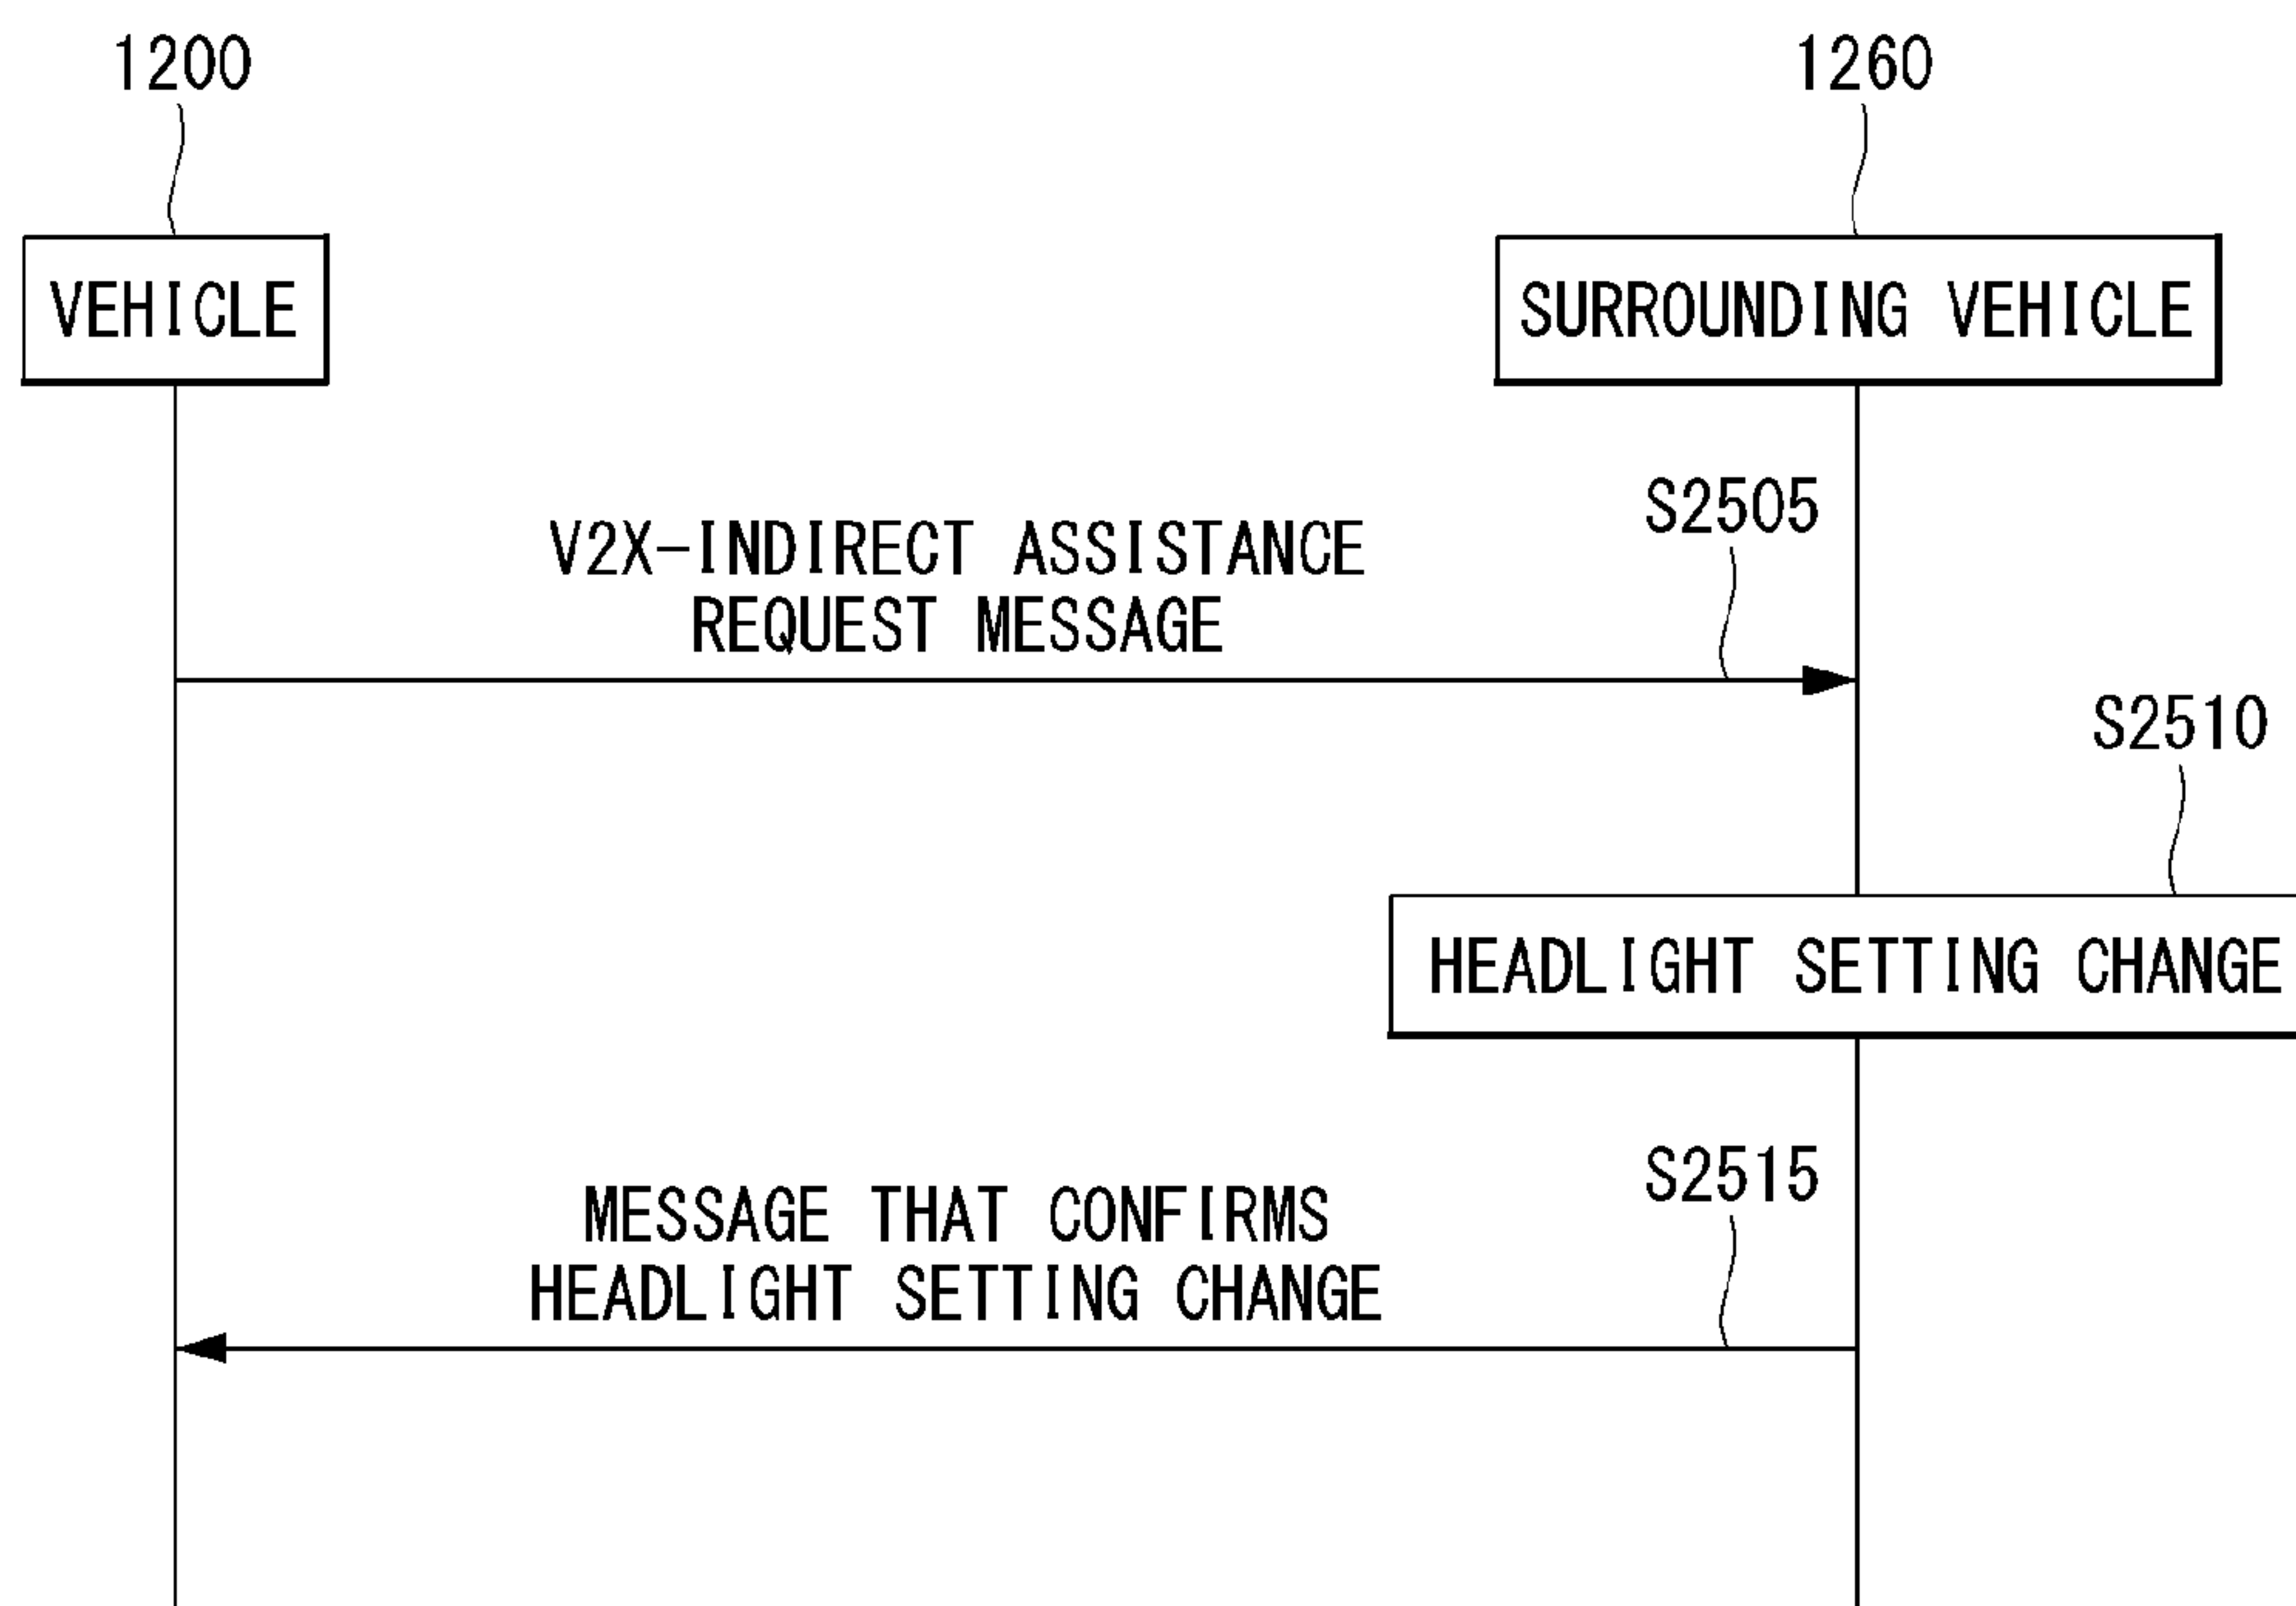 1200
1260
VEHICLE
SURROUNDING VEHICLE
S2505
V2X-INDIRECT ASSISTANCE
REQUEST MESSAGE
S2510
HEADLIGHT SETTING CHANGE
S2515
MESSAGE THAT CONFIRMS
HEADLIGHT SETTING CHANGE